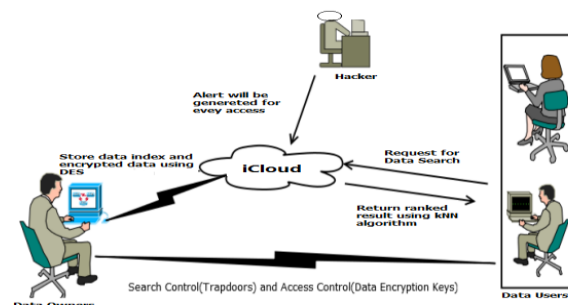 Hacker
Alert will be
genereted for
evey access
Request for
Data Search
Store data index and
encrypted data using
DES
iCloud
Return ranked
result using kNN
algorithm
Search Control(Trapdoors) and Access Control(Data Encryption Keys)
Data Users
Data Owners